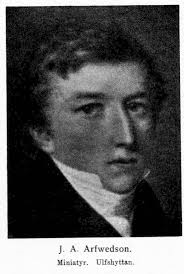 J. A. Arfwedson.
Miniatyr. Ulfshyttan.